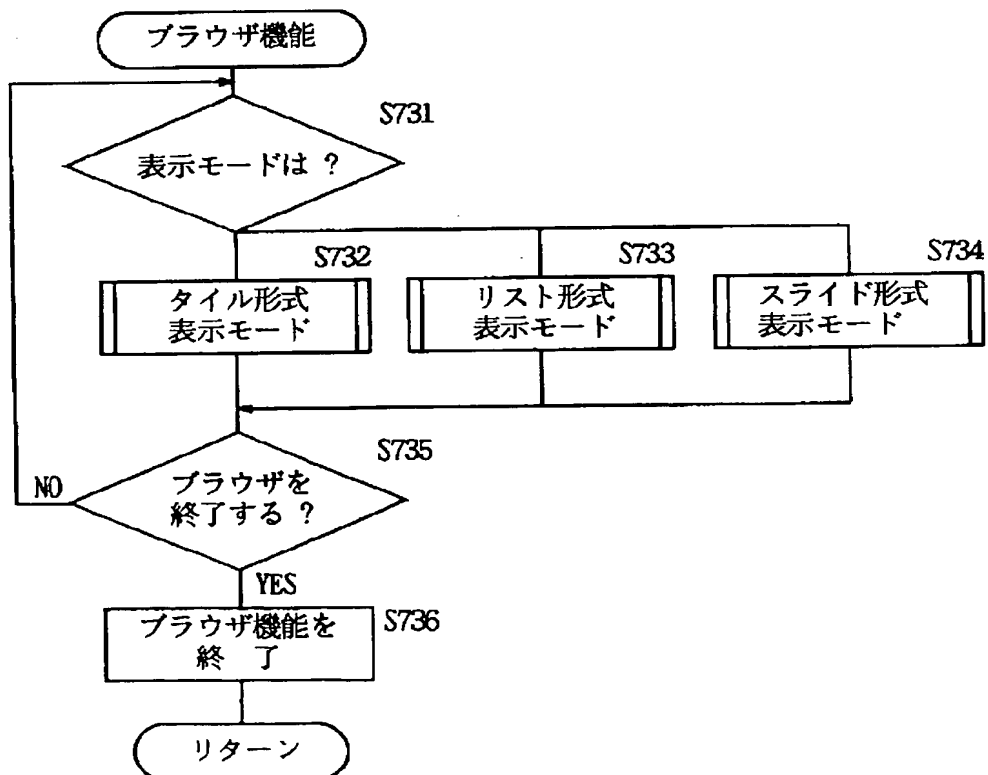 ブラウザ機能
S731
表示モードは ?
S732
タイル形式
表示モード
S733
リスト形式
表示モード
S734
スライド形式
表示モード
S735
ブラウザを
終了する ?
NO
YES
S736
ブラウザ機能を
終 了
リターン